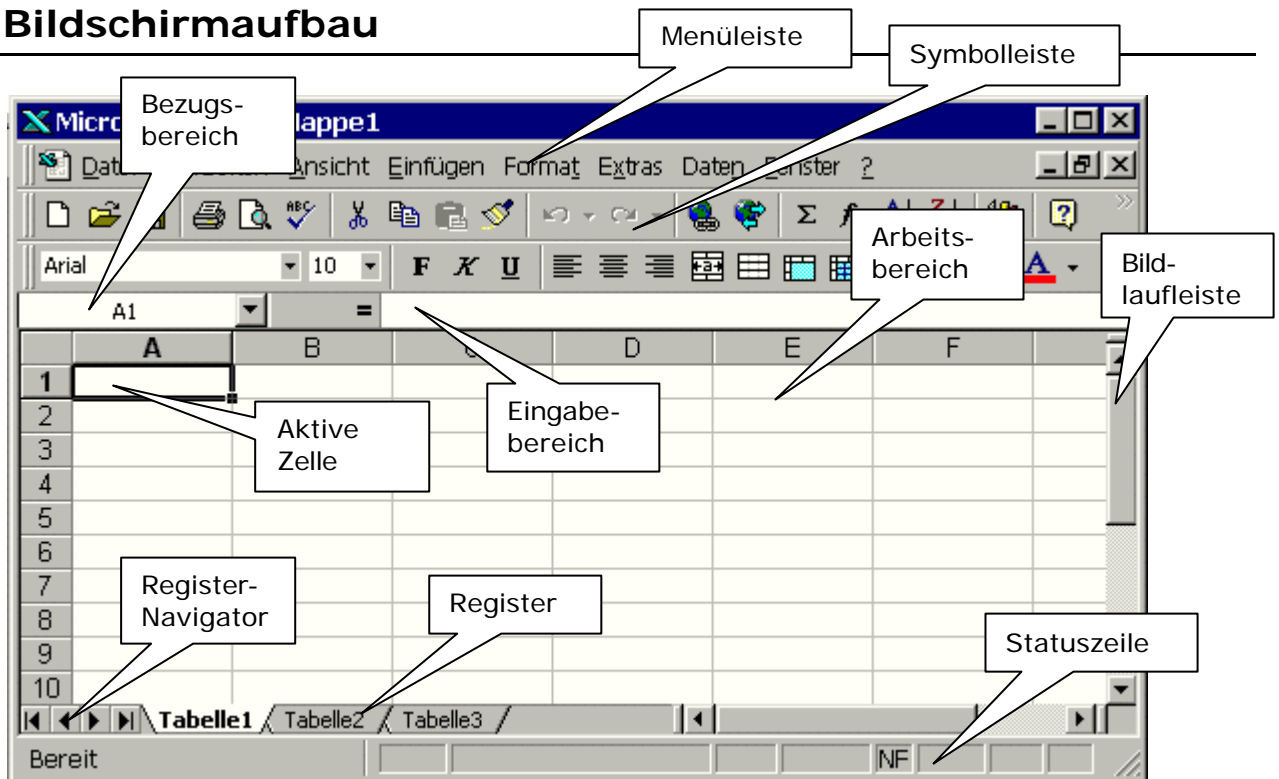 Bildschirmaufbau
Menüleiste
Symbolleiste
Bezugs-
bereich
Ansicht Einfügen Format Extras Daten Fenster ?
ABC
Arbeits-
bereich
Bild-
laufleiste
Arial 10 F K U A
A1 =
A B C D E F
1
2
3
4
5
6
7
8
9
10
Aktive
Zelle
Eingabe-
bereich
Register-
Navigator
Register
Statuszeile
Tabelle1 Tabelle2 Tabelle3
Bereit NF